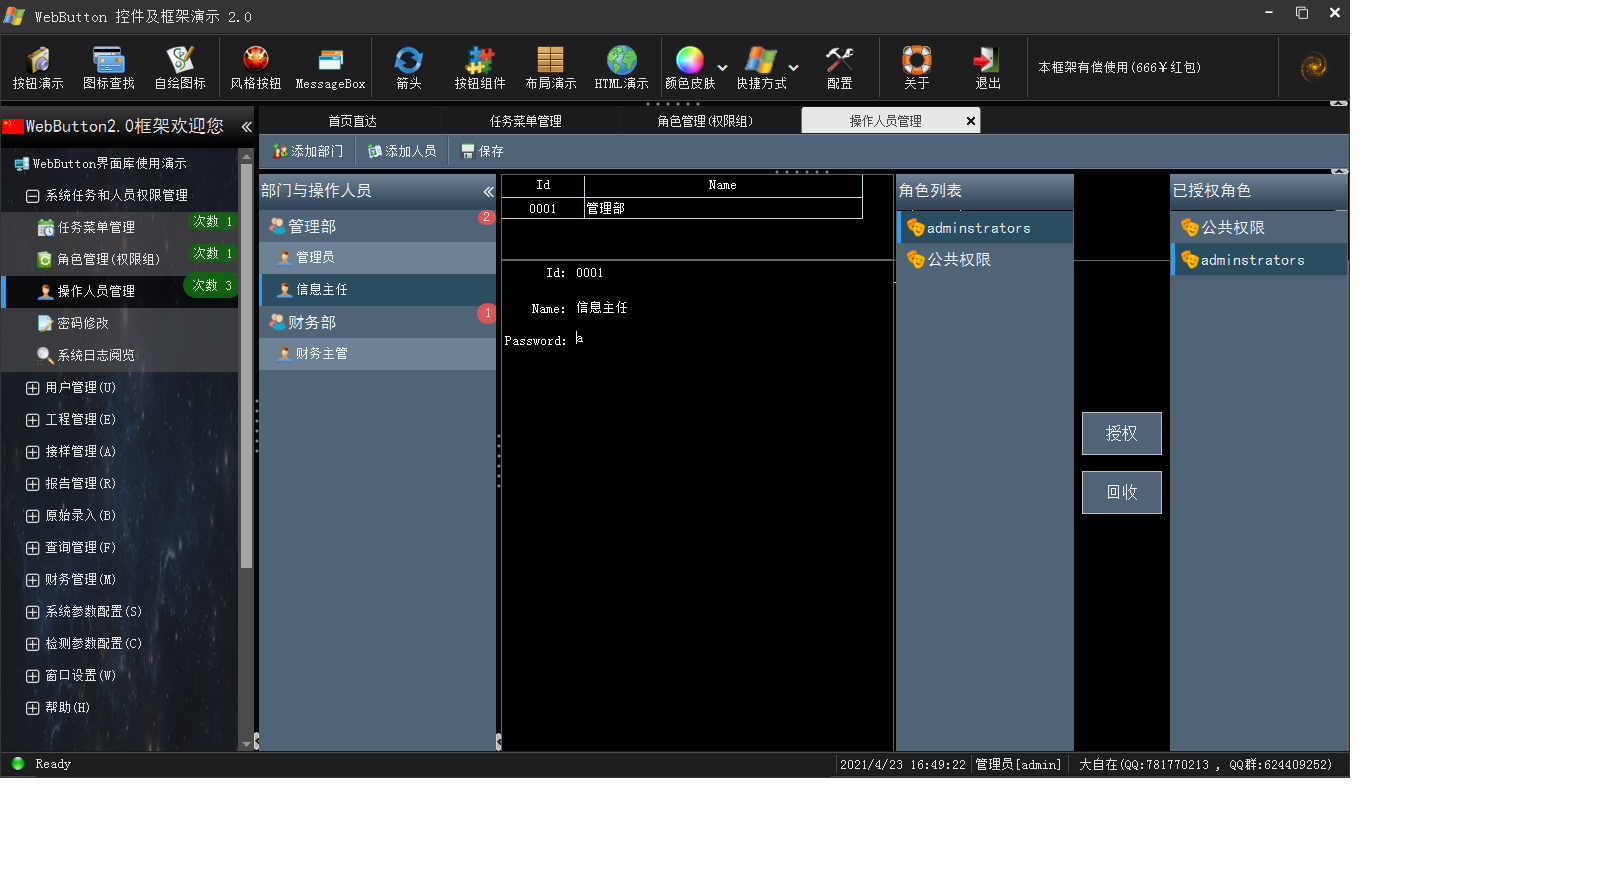 WebButton 控件及框架演示 2.0
按钮演示
图标查找
自绘图标
风格按钮
MessageBox
箭头
按钮组件
布局演示
HTML演示
颜色皮肤
快捷方式
配置
关于
退出
本框架有偿使用(666￥红包)
WebButton2.0框架欢迎您
WebButton界面库使用演示
系统任务和人员权限管理
任务菜单管理 次数 1
角色管理(权限组) 次数 1
操作人员管理 次数 3
密码修改
系统日志阅览
用户管理(U)
工程管理(E)
接样管理(A)
报告管理(R)
原始录入(B)
查询管理(F)
财务管理(M)
系统参数配置(S)
检测参数配置(C)
窗口设置(W)
帮助(H)
首页直达
任务菜单管理
角色管理(权限组)
操作人员管理
添加部门
添加人员
保存
部门与操作人员
管理部 2
管理员
信息主任
财务部 1
财务主管
Id Name
0001 管理部
Id: 0001
Name: 信息主任
Password: a
角色列表
adminstrators
公共权限
授权
回收
已授权角色
公共权限
adminstrators
Ready
2021/4/23 16:49:22
管理员[admin]
大自在(QQ:781770213 , QQ群:624409252)